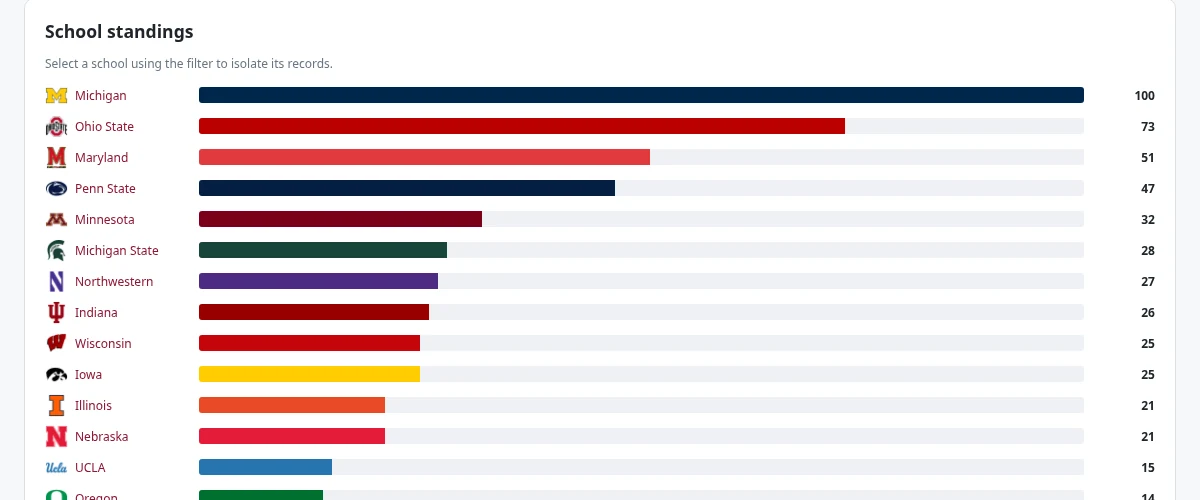 School standings
Select a school using the filter to isolate its records.
Michigan 100
Ohio State 73
Maryland 51
Penn State 47
Minnesota 32
Michigan State 28
Northwestern 27
Indiana 26
Wisconsin 25
Iowa 25
Illinois 21
Nebraska 21
Ucla UCLA 15
Oregon 14